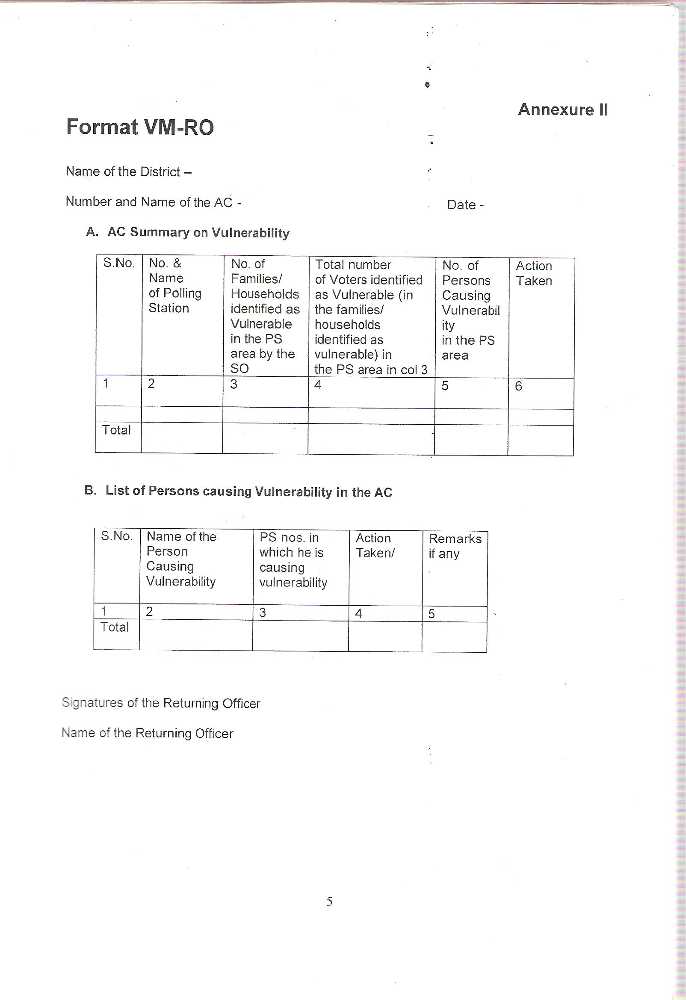 Annexure II
Format VM-RO
Name of the District –
Number and Name of the AC -
Date -
A. AC Summary on Vulnerability
S.No.
No. &
Name
of Polling
Station
No. of
Families/
Households
identified as
Vulnerable
in the PS
area by the
SO
Total number
of Voters identified
as Vulnerable (in
the families/
households
identified as
vulnerable) in
the PS area in col 3
No. of
Persons
Causing
Vulnerabil
ity
in the PS
area
Action
Taken
1 2 3 4 5 6
Total
B. List of Persons causing Vulnerability in the AC
S.No.
Name of the
Person
Causing
Vulnerability
PS nos. in
which he is
causing
vulnerability
Action
Taken/
Remarks
if any
1 2 3 4 5
Total
Signatures of the Returning Officer
Name of the Returning Officer
5